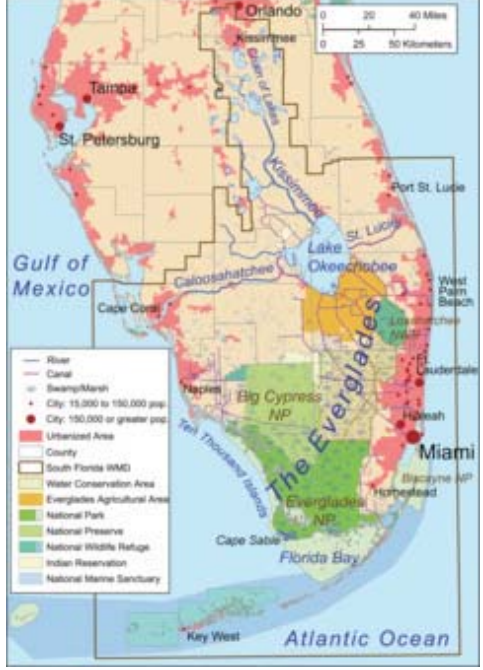 Orlando
0 20 40 Miles
0 25 50 Kilometers
Kissimmee
Chain of Lakes
Tampa
St. Petersburg
Kissimmee
Port St. Lucie
St. Lucie
Lake
Okeechobee
Gulf of
Mexico
Caloosahatchee
West
Palm
Beach
Cape Coral
Loxahatchee
NWR
The Everglades
Ft.
Lauderdale
Naples
Big Cypress
NP
Hialeah
Miami
Ten Thousand Islands
Biscayne NP
Homestead
Everglades
NP
Cape Sable
Florida Bay
Key West
Atlantic Ocean
River
Canal
Swamp/Marsh
City: 15,000 to 150,000 pop.
City: 150,000 or greater pop.
Urbanized Area
County
South Florida WMD
Water Conservation Area
Everglades Agricultural Area
National Park
National Preserve
National Wildlife Refuge
Indian Reservation
National Marine Sanctuary